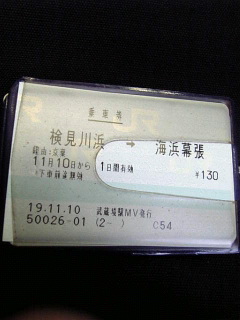 乗車券
検見川浜 → 海浜幕張
経由:京葉
11月10日から 1日間有効 ¥130
下車前途無効
19.11.10 武蔵境駅MV発行
50026-01 (2- ) C54